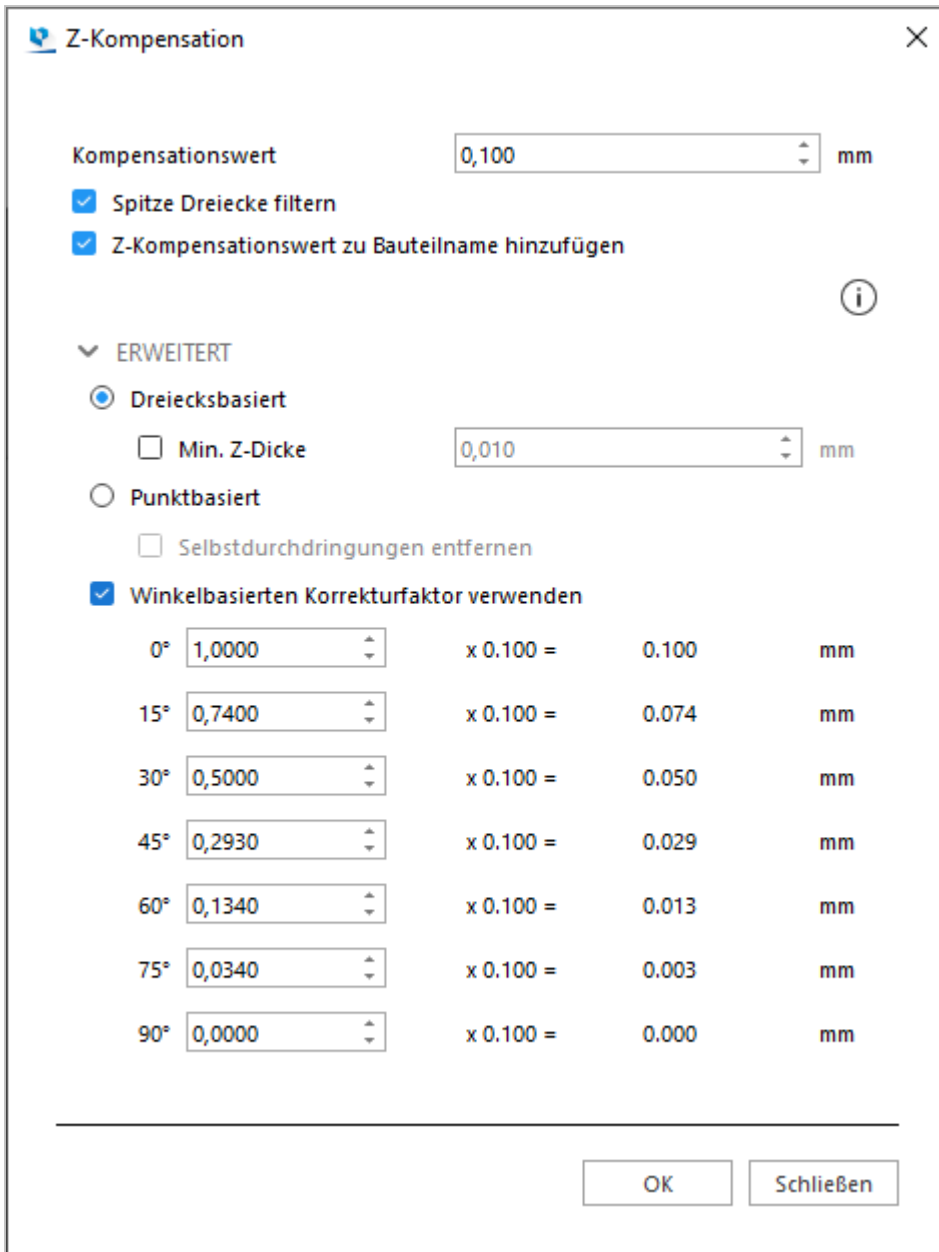 Z-Kompensation
Kompensationswert 0,100 mm
Spitze Dreiecke filtern
Z-Kompensationswert zu Bauteilname hinzufügen
i
ERWEITERT
Dreiecksbasiert
Min. Z-Dicke 0,010 mm
Punktbasiert
Selbstdurchdringungen entfernen
Winkelbasierten Korrekturfaktor verwenden
0° 1,0000 x 0.100 = 0.100 mm
15° 0,7400 x 0.100 = 0.074 mm
30° 0,5000 x 0.100 = 0.050 mm
45° 0,2930 x 0.100 = 0.029 mm
60° 0,1340 x 0.100 = 0.013 mm
75° 0,0340 x 0.100 = 0.003 mm
90° 0,0000 x 0.100 = 0.000 mm
OK Schließen